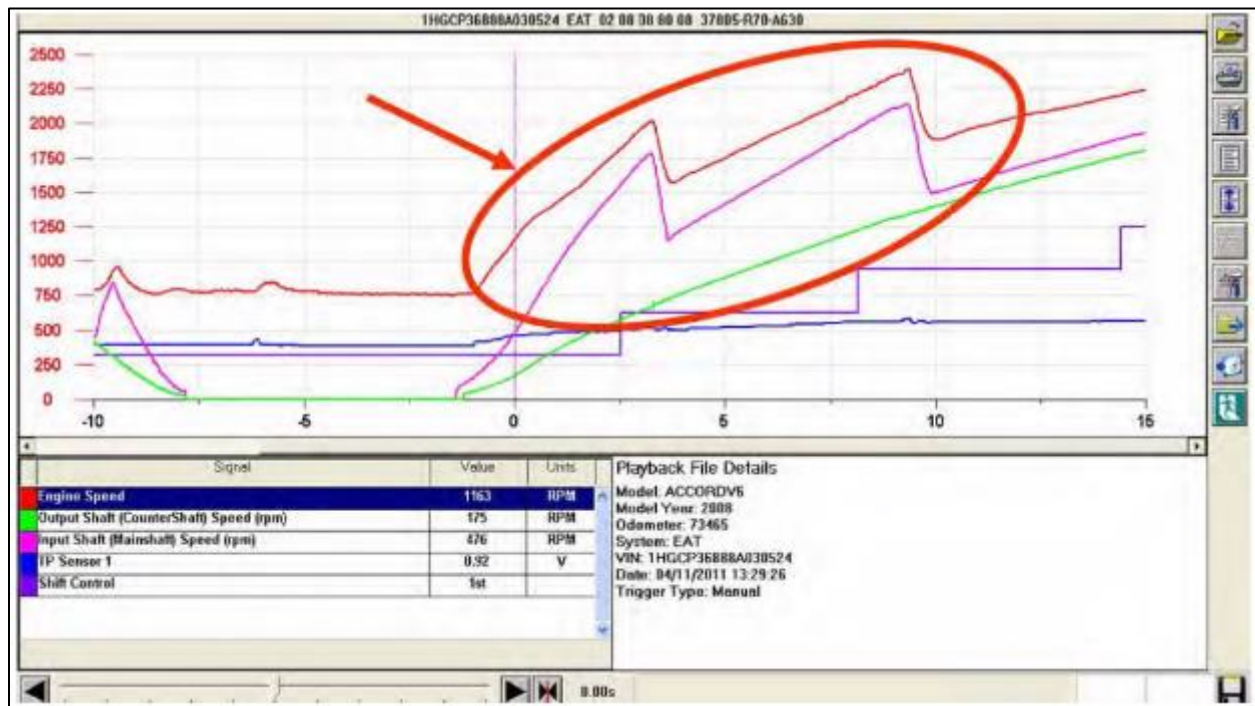 1HGCP36888A030524 EAT 02 00 00 00 00 37805-R70-A630
2500
2250
2000
1750
1500
1250
1000
750
500
250
0
-10 -5 0 5 10 15
Signal Value Units
Engine Speed 1163 RPM
Output Shaft (CounterShaft) Speed (rpm) 175 RPM
Input Shaft (Mainshaft) Speed (rpm) 476 RPM
TP Sensor 1 0.92 V
Shift Control 1st
Playback File Details
Model: ACCORDV6
Model Year: 2008
Odometer: 73465
System: EAT
VIN: 1HGCP36888A030524
Date: 04/11/2011 13:29:26
Trigger Type: Manual
0.00s